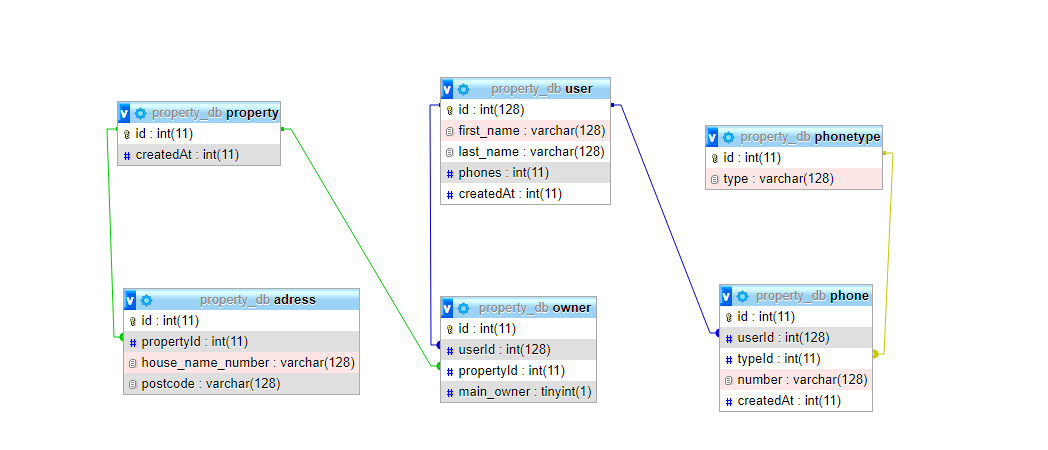 property_db property
id : int(11)
createdAt : int(11)
property_db user
id : int(128)
first_name : varchar(128)
last_name : varchar(128)
phones : int(11)
createdAt : int(11)
property_db phonetype
id : int(11)
type : varchar(128)
property_db adress
id : int(11)
propertyId : int(11)
house_name_number : varchar(128)
postcode : varchar(128)
property_db owner
id : int(11)
userId : int(128)
propertyId : int(11)
main_owner : tinyint(1)
property_db phone
id : int(11)
userId : int(128)
typeId : int(11)
number : varchar(128)
createdAt : int(11)